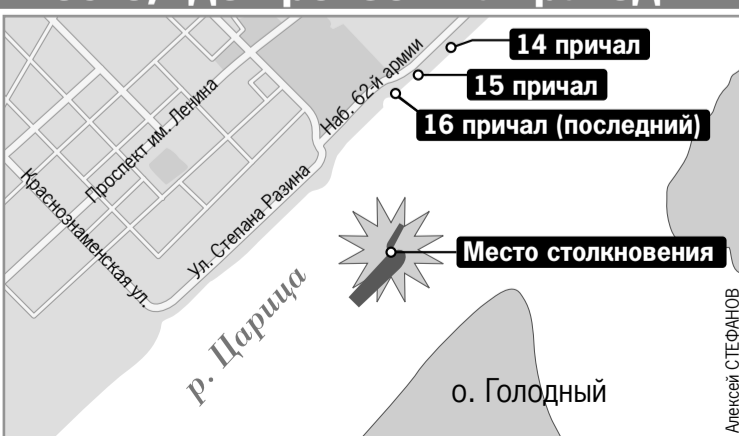 14 причал
15 причал
16 причал (последний)
Наб. 62-й армии
Проспект им. Ленина
Краснознаменская ул.
Ул. Степана Разина
Место столкновения
р. Царица
о. Голодный
Алексей СТЕФАНОВ